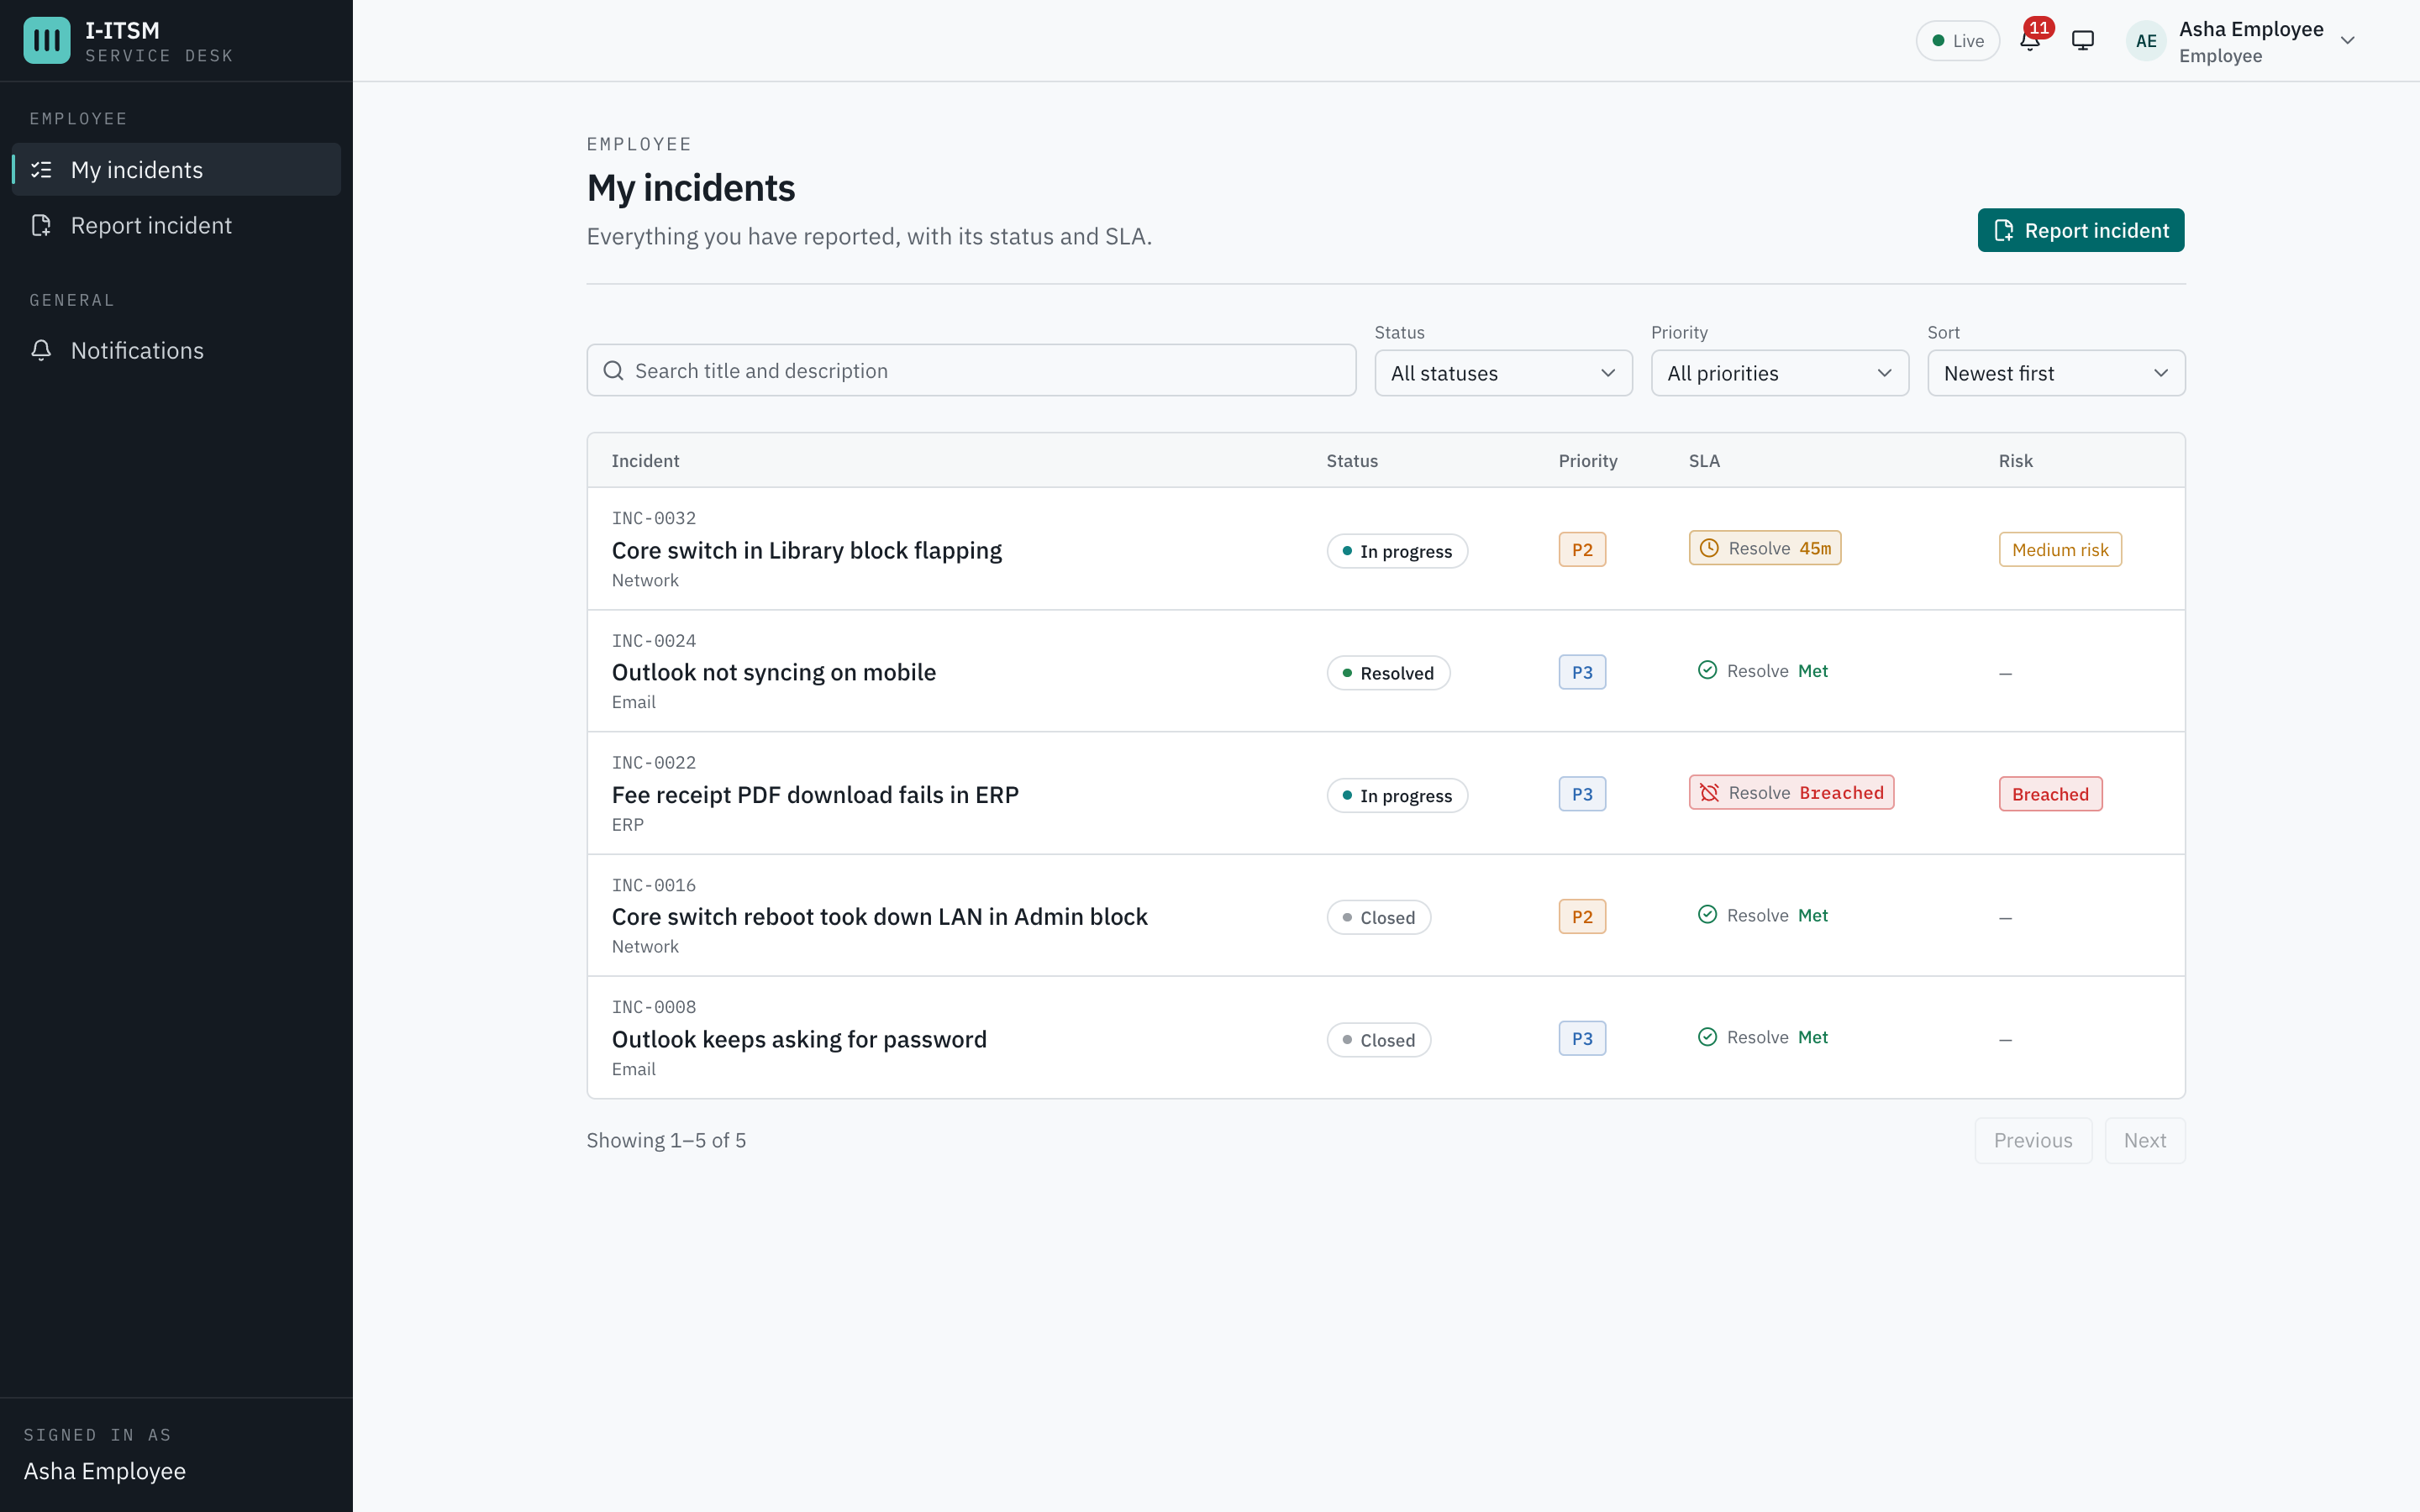 I-ITSM
SERVICE DESK
EMPLOYEE
My incidents
Report incident
GENERAL
Notifications
SIGNED IN AS
Asha Employee
Live
11
AE
Asha Employee
Employee
EMPLOYEE
My incidents
Everything you have reported, with its status and SLA.
Report incident
Search title and description
Status
All statuses
Priority
All priorities
Sort
Newest first
Incident Status Priority SLA Risk
INC-0032
Core switch in Library block flapping
Network
In progress P2 Resolve 45m Medium risk
INC-0024
Outlook not syncing on mobile
Email
Resolved P3 Resolve Met –
INC-0022
Fee receipt PDF download fails in ERP
ERP
In progress P3 Resolve Breached Breached
INC-0016
Core switch reboot took down LAN in Admin block
Network
Closed P2 Resolve Met –
INC-0008
Outlook keeps asking for password
Email
Closed P3 Resolve Met –
Showing 1–5 of 5
Previous Next